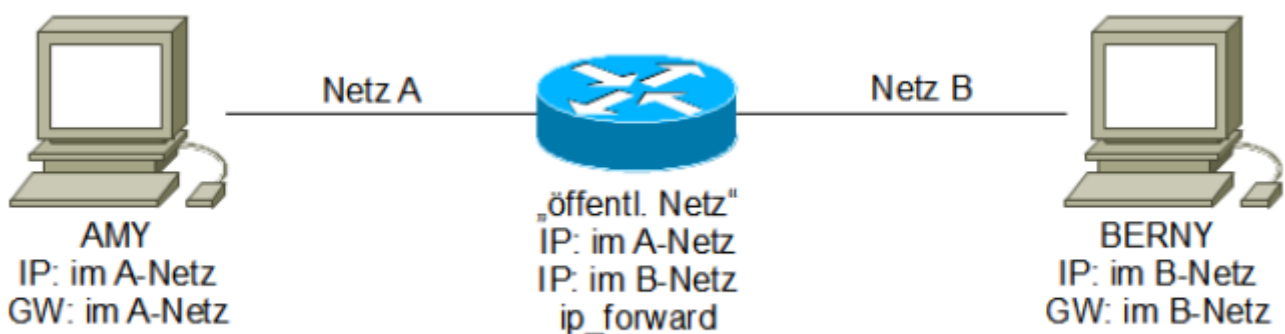 Netz A
Netz B
AMY
IP: im A-Netz
GW: im A-Netz
„öffentl. Netz“
IP: im A-Netz
IP: im B-Netz
ip_forward
BERNY
IP: im B-Netz
GW: im B-Netz